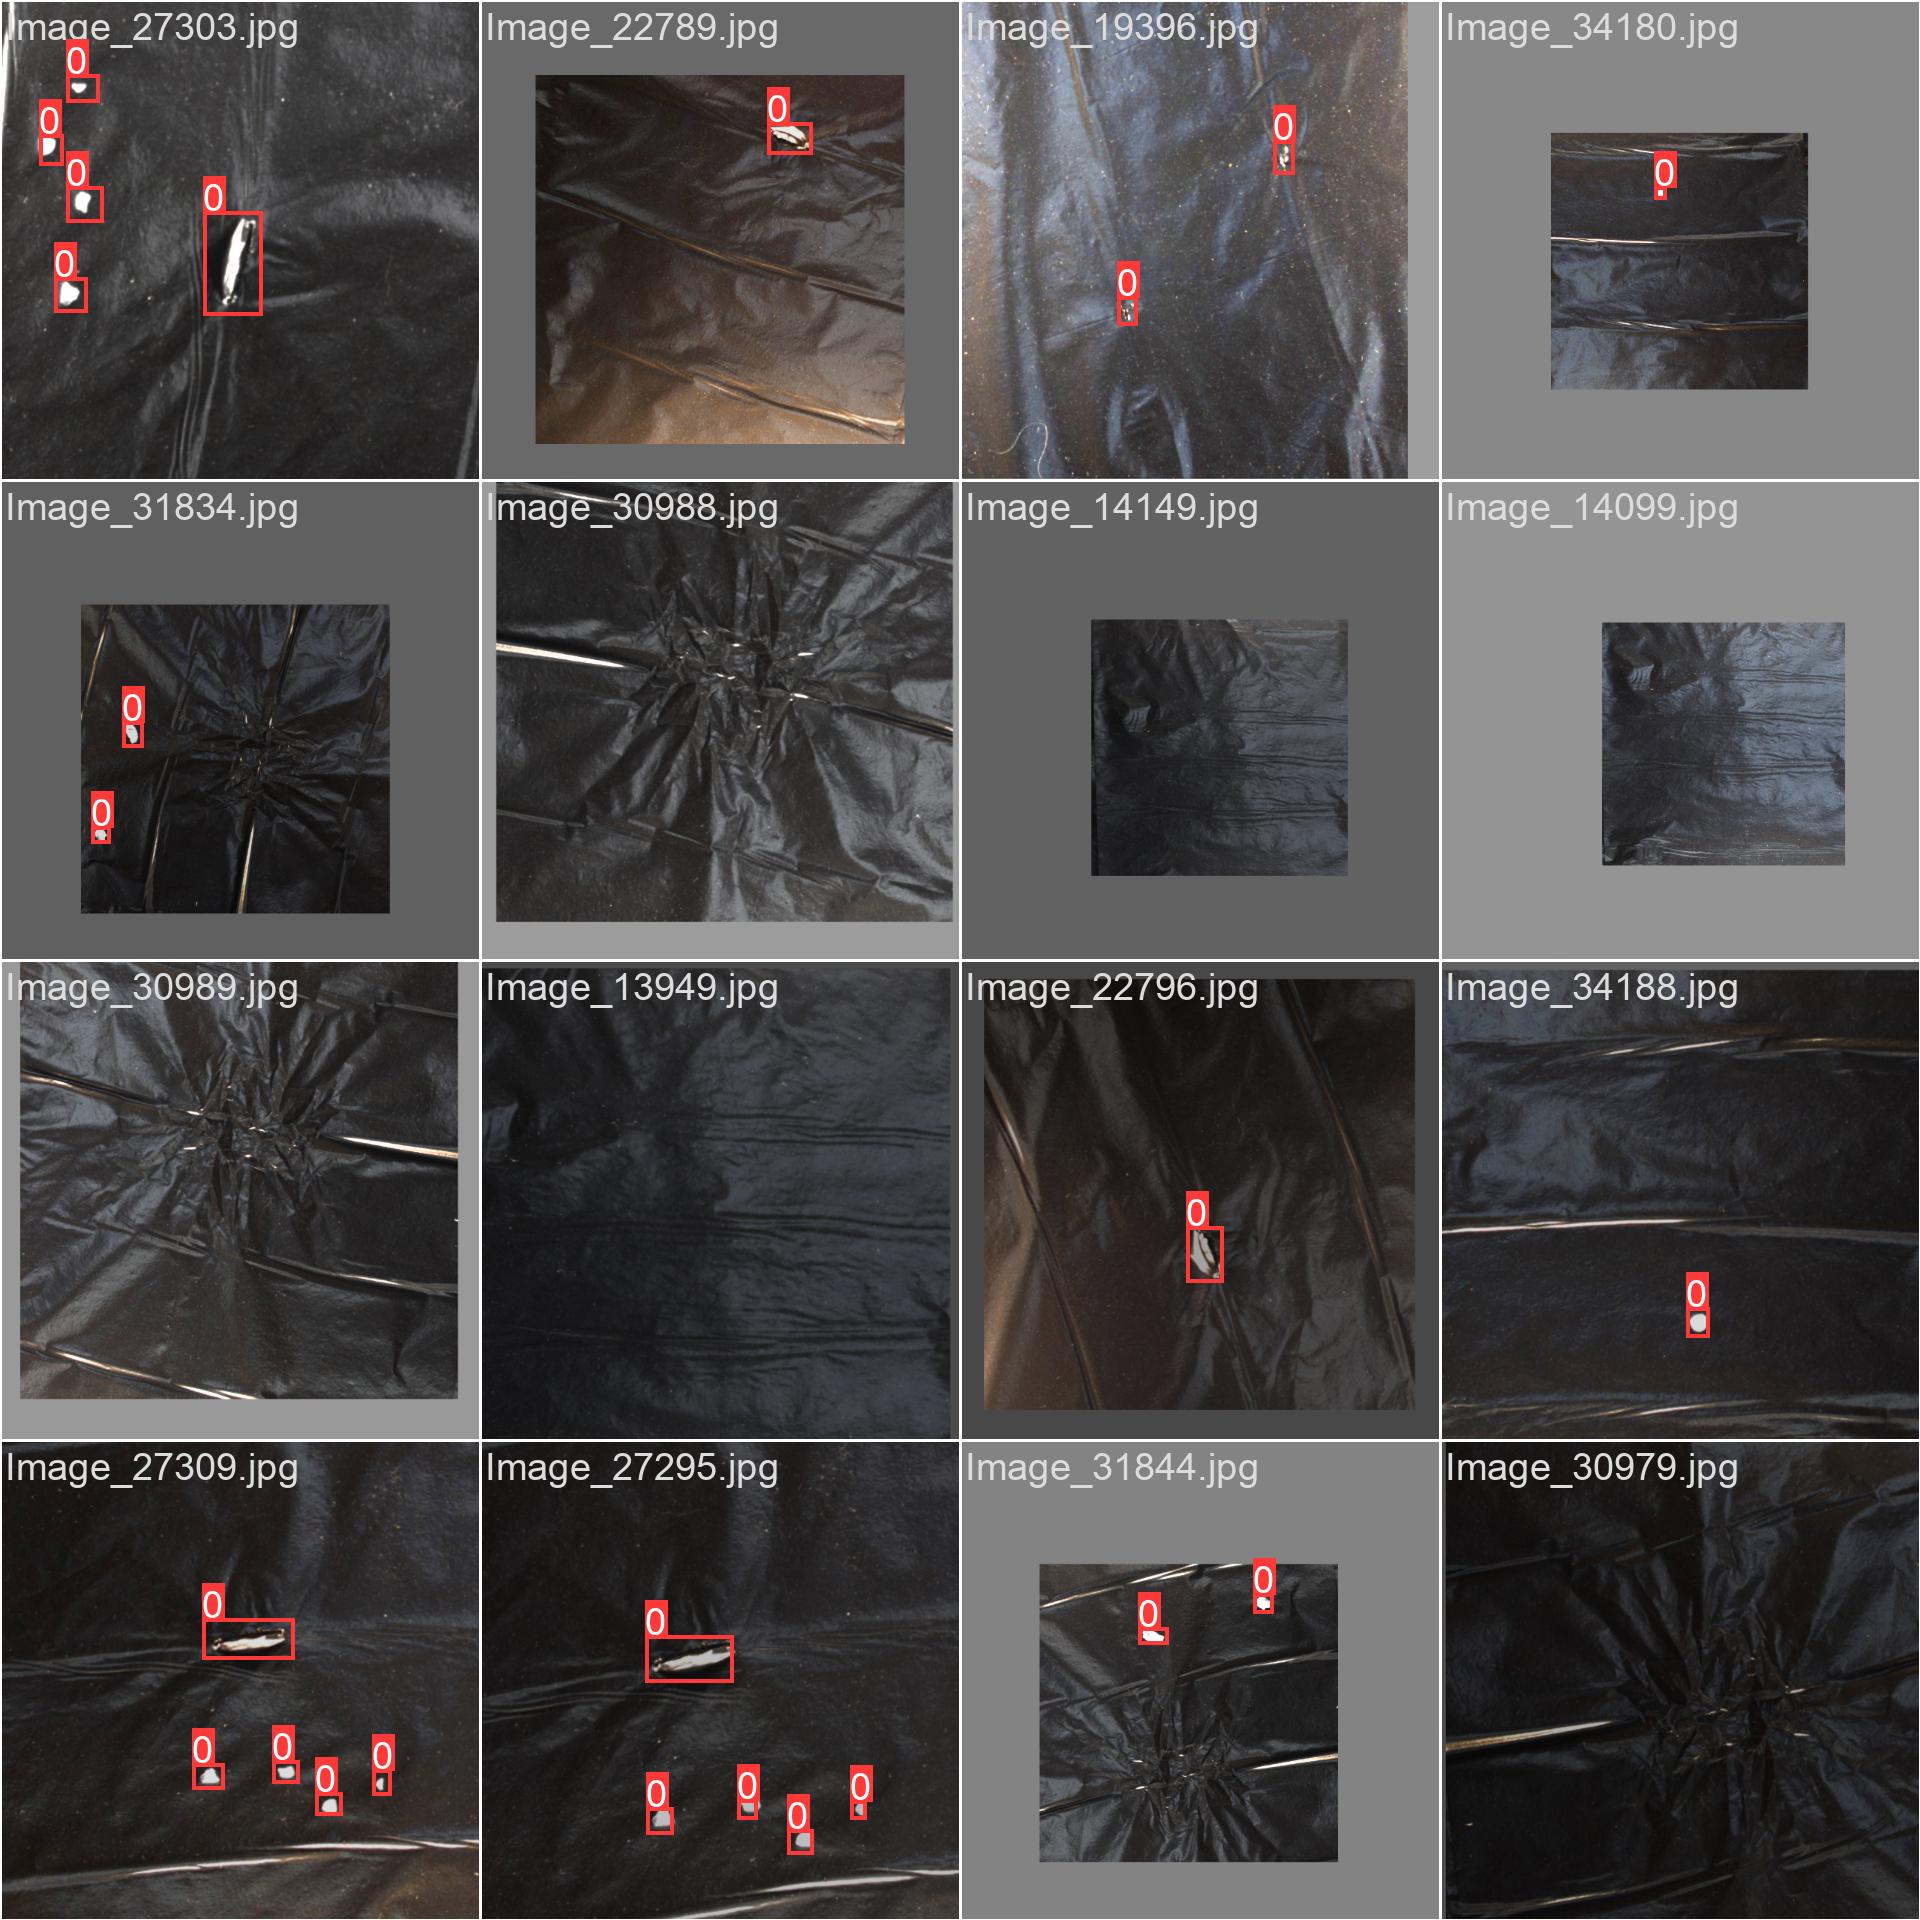 Image_27303.jpg
0
0
0
0
0
Image_22789.jpg
0
Image_19396.jpg
0
0
Image_34180.jpg
0
Image_31834.jpg
0
0
Image_30988.jpg
Image_14149.jpg
Image_14099.jpg
Image_30989.jpg
Image_13949.jpg
Image_22796.jpg
0
Image_34188.jpg
0
Image_27309.jpg
0
0
0
0
0
Image_27295.jpg
0
0
0
0
0
Image_31844.jpg
0
0
Image_30979.jpg